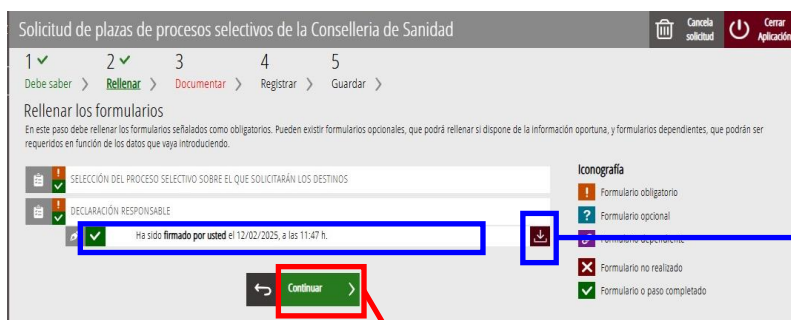 Solicitud de plazas de procesos selectivos de la Conselleria de Sanidad
Cancela
solicitud
Cerrar
Aplicación
1 2 3 4 5
Debe saber > Rellenar > Documentar > Registrar > Guardar >
Rellenar los formularios
En este paso debe rellenar los formularios señalados como obligatorios. Pueden existir formularios opcionales, que podrá rellenar si dispone de la información oportuna, y formularios dependientes, que podrán ser
requeridos en función de los datos que vaya introduciendo.
SELECCIÓN DEL PROCESO SELECTIVO SOBRE EL QUE SOLICITARÁN LOS DESTINOS
DECLARACIÓN RESPONSABLE
Ha sido firmado por usted el 12/02/2025, a las 11:47 h.
Continuar >
Iconografía
! Formulario obligatorio
? Formulario opcional
Formulario dependiente
Formulario no realizado
Formulario o paso completado